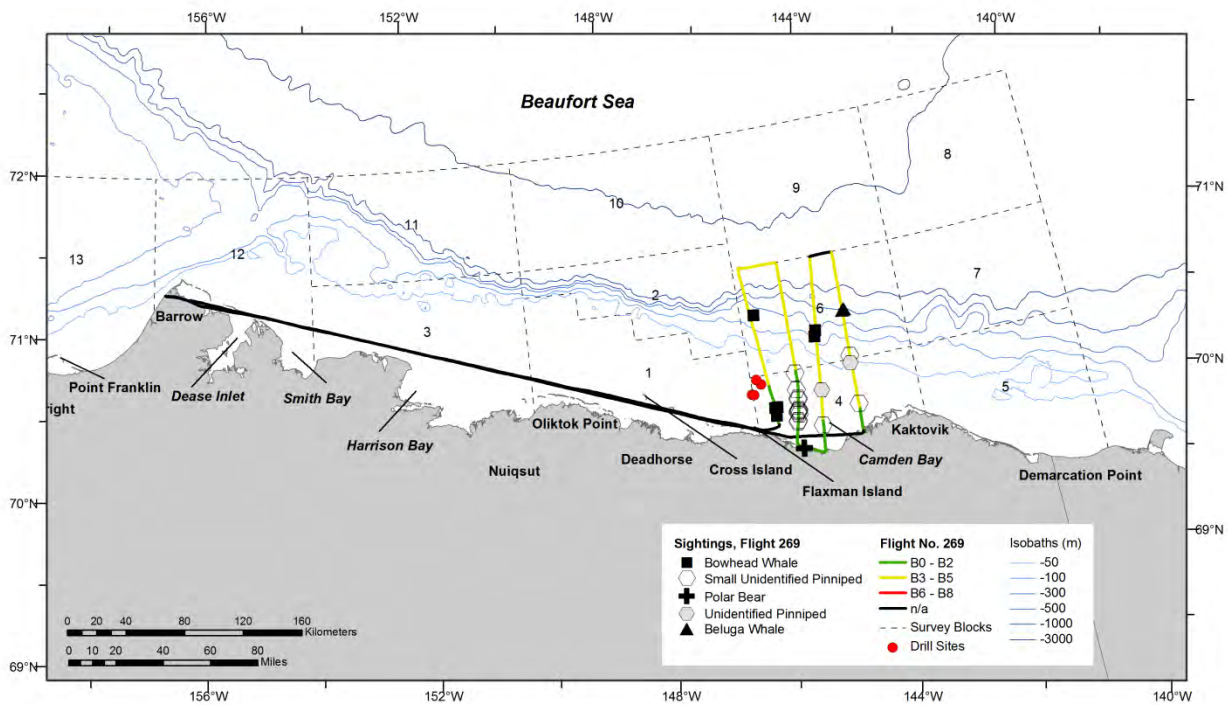 156°W 152°W 148°W 144°W 140°W
Beaufort Sea
8
72°N 71°N
9
10
11
12
13
7
2
6
71°N 70°N
Barrow
3
1
5
4
Point Franklin
Dease Inlet
Smith Bay
right
Harrison Bay
Oliktok Point
Kaktovik
Nuiqsut
Deadhorse
Cross Island
Camden Bay
Demarcation Point
Flaxman Island
70°N 69°N
Sightings, Flight 269
Bowhead Whale
Small Unidentified Pinniped
Polar Bear
Unidentified Pinniped
Beluga Whale
Flight No. 269
B0 - B2
B3 - B5
B6 - B8
n/a
Survey Blocks
Drill Sites
Isobaths (m)
-50
-100
-300
-500
-1000
-3000
0 20 40 80 120 160
Kilometers
0 10 20 40 60 80
Miles
69°N
156°W 152°W 148°W 144°W 140°W